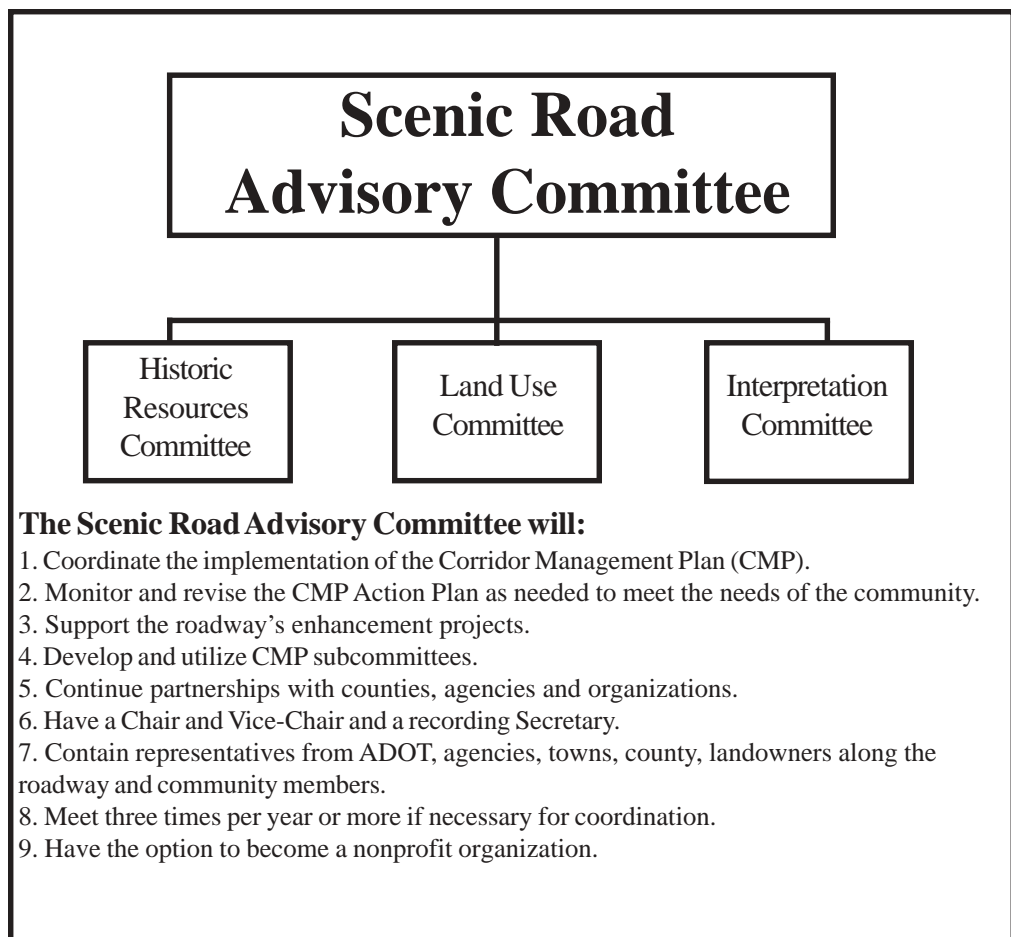 Scenic Road
Advisory Committee
Historic
Resources
Committee
Land Use
Committee
Interpretation
Committee
The Scenic Road Advisory Committee will:
1. Coordinate the implementation of the Corridor Management Plan (CMP).
2. Monitor and revise the CMP Action Plan as needed to meet the needs of the community.
3. Support the roadway's enhancement projects.
4. Develop and utilize CMP subcommittees.
5. Continue partnerships with counties, agencies and organizations.
6. Have a Chair and Vice-Chair and a recording Secretary.
7. Contain representatives from ADOT, agencies, towns, county, landowners along the
roadway and community members.
8. Meet three times per year or more if necessary for coordination.
9. Have the option to become a nonprofit organization.